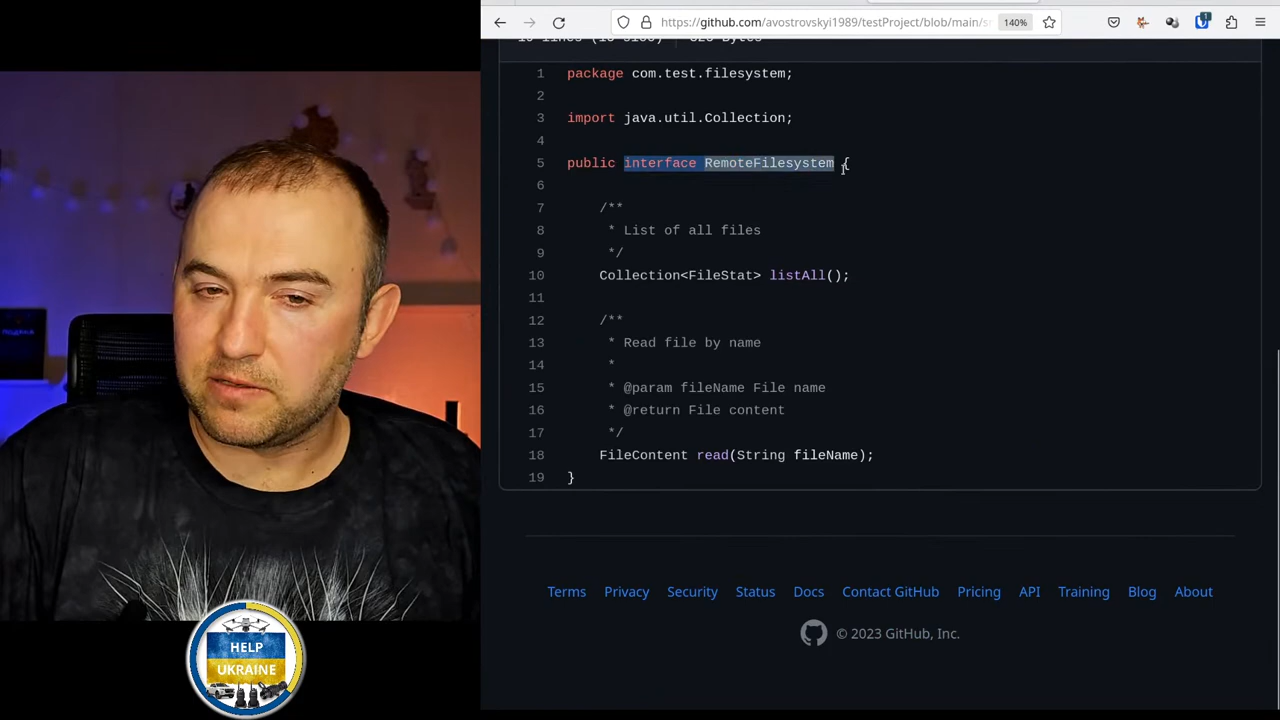 https://github.com/avostrovskyi1989/testProject/blob/main/s
140%
1
1 package com.test.filesystem;
2
3 import java.util.Collection;
4
5 public interface RemoteFilesystem {
6
7 /**
8 * List of all files
9 */
10 Collection<FileStat> listAll();
11
12 /**
13 * Read file by name
14 *
15 * @param fileName File name
16 * @return File content
17 */
18 FileContent read(String fileName);
19 }
Terms Privacy Security Status Docs Contact GitHub Pricing API Training Blog About
© 2023 GitHub, Inc.
HELP
UKRAINE